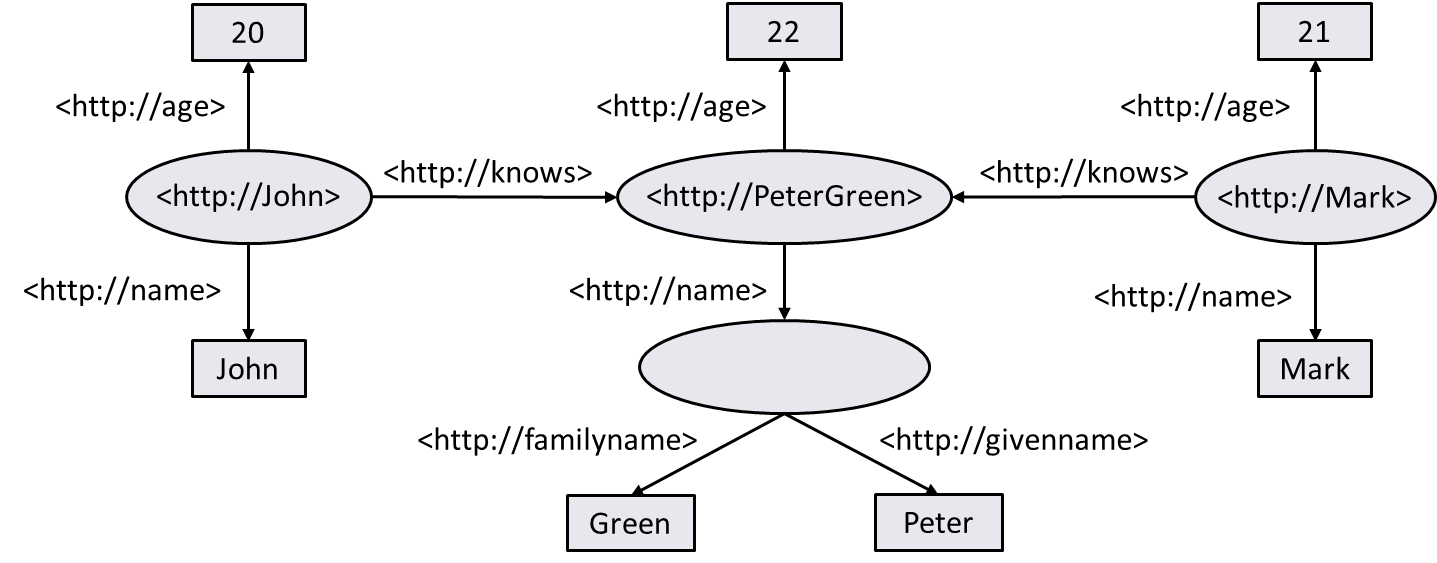 20
22
21
<http://age>
<http://age>
<http://age>
<http://knows>
<http://knows>
<http://John>
<http://PeterGreen>
<http://Mark>
<http://name>
<http://name>
<http://name>
John
Mark
<http://familyname>
<http://givenname>
Green
Peter